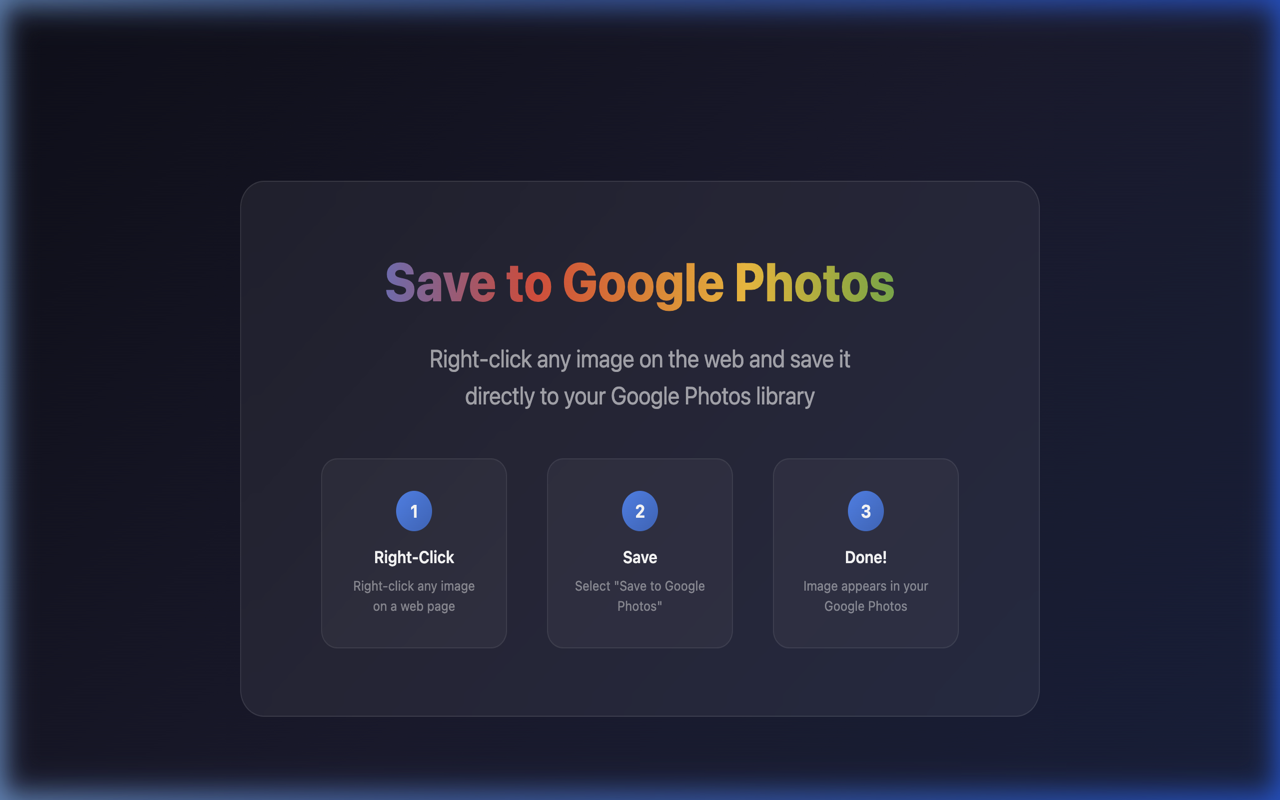 Save to Google Photos
Right-click any image on the web and save it
directly to your Google Photos library
1
Right-Click
Right-click any image
on a web page
2
Save
Select "Save to Google
Photos"
3
Done!
Image appears in your
Google Photos